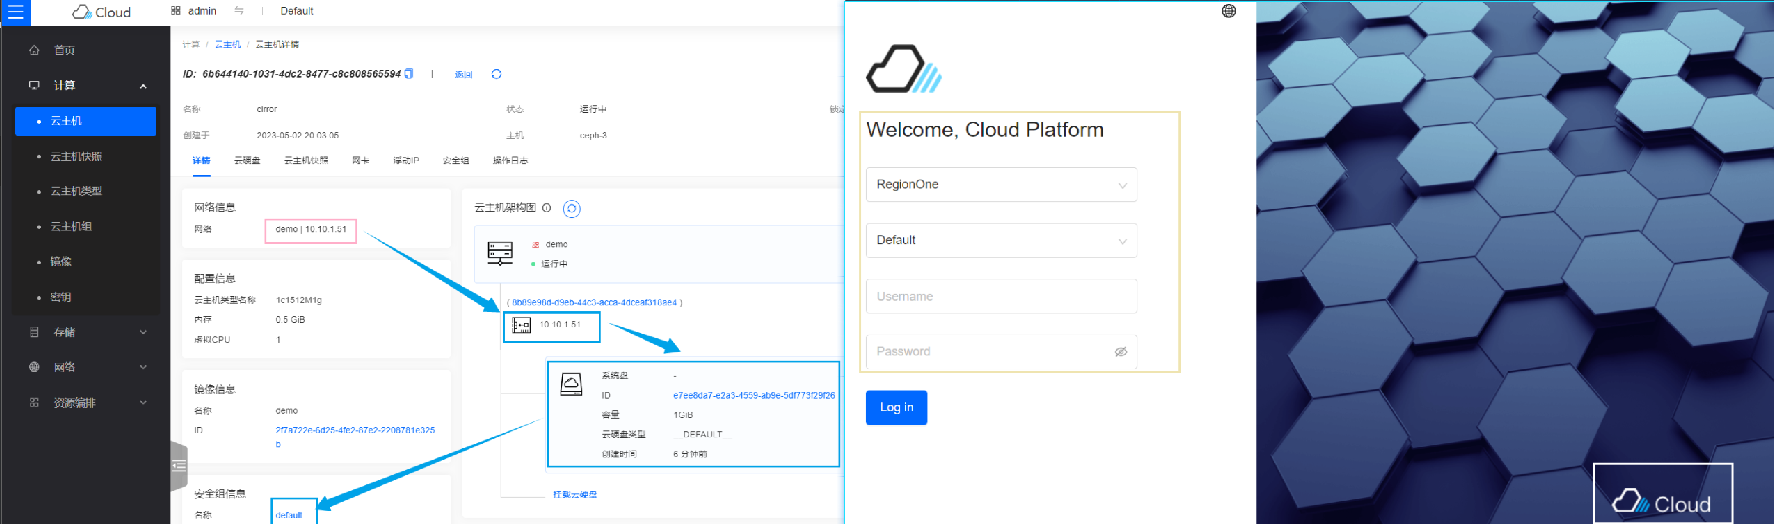 Cloud
admin
Default
首页
计算
云主机
云主机快照
云主机类型
云主机组
镜像
密钥
存储
网络
资源编排
计算 / 云主机 / 云主机详情
ID: 6b644140-1031-4dc2-8477-c8c808565594 | 返回
名称 cirror 状态 运行中
创建于 2023-05-02 20:03:05 主机 ceph-3
详情 云硬盘 云主机快照 网卡 浮动IP 安全组 操作日志
网络信息
网络 demo | 10.10.1.51
配置信息
云主机类型名称 1c1512M1g
内存 0.5 GiB
虚拟CPU 1
镜像信息
名称 demo
ID 2f7a722e-6d25-4fe2-87e2-2208781e325
b
安全组信息
名称 default
云主机架构图
demo
运行中
( 8b89e98d-d9eb-44c3-acca-4dceaf316ae4 )
10.10.1.51
系统盘 -
ID e7ee8da7-e2a3-4559-ab9e-5df773f29f26
容量 1GiB
云硬盘类型 __DEFAULT__
创建时间 6 分钟前
挂载云硬盘
Welcome, Cloud Platform
RegionOne
Default
Username
Password
Log in
Cloud